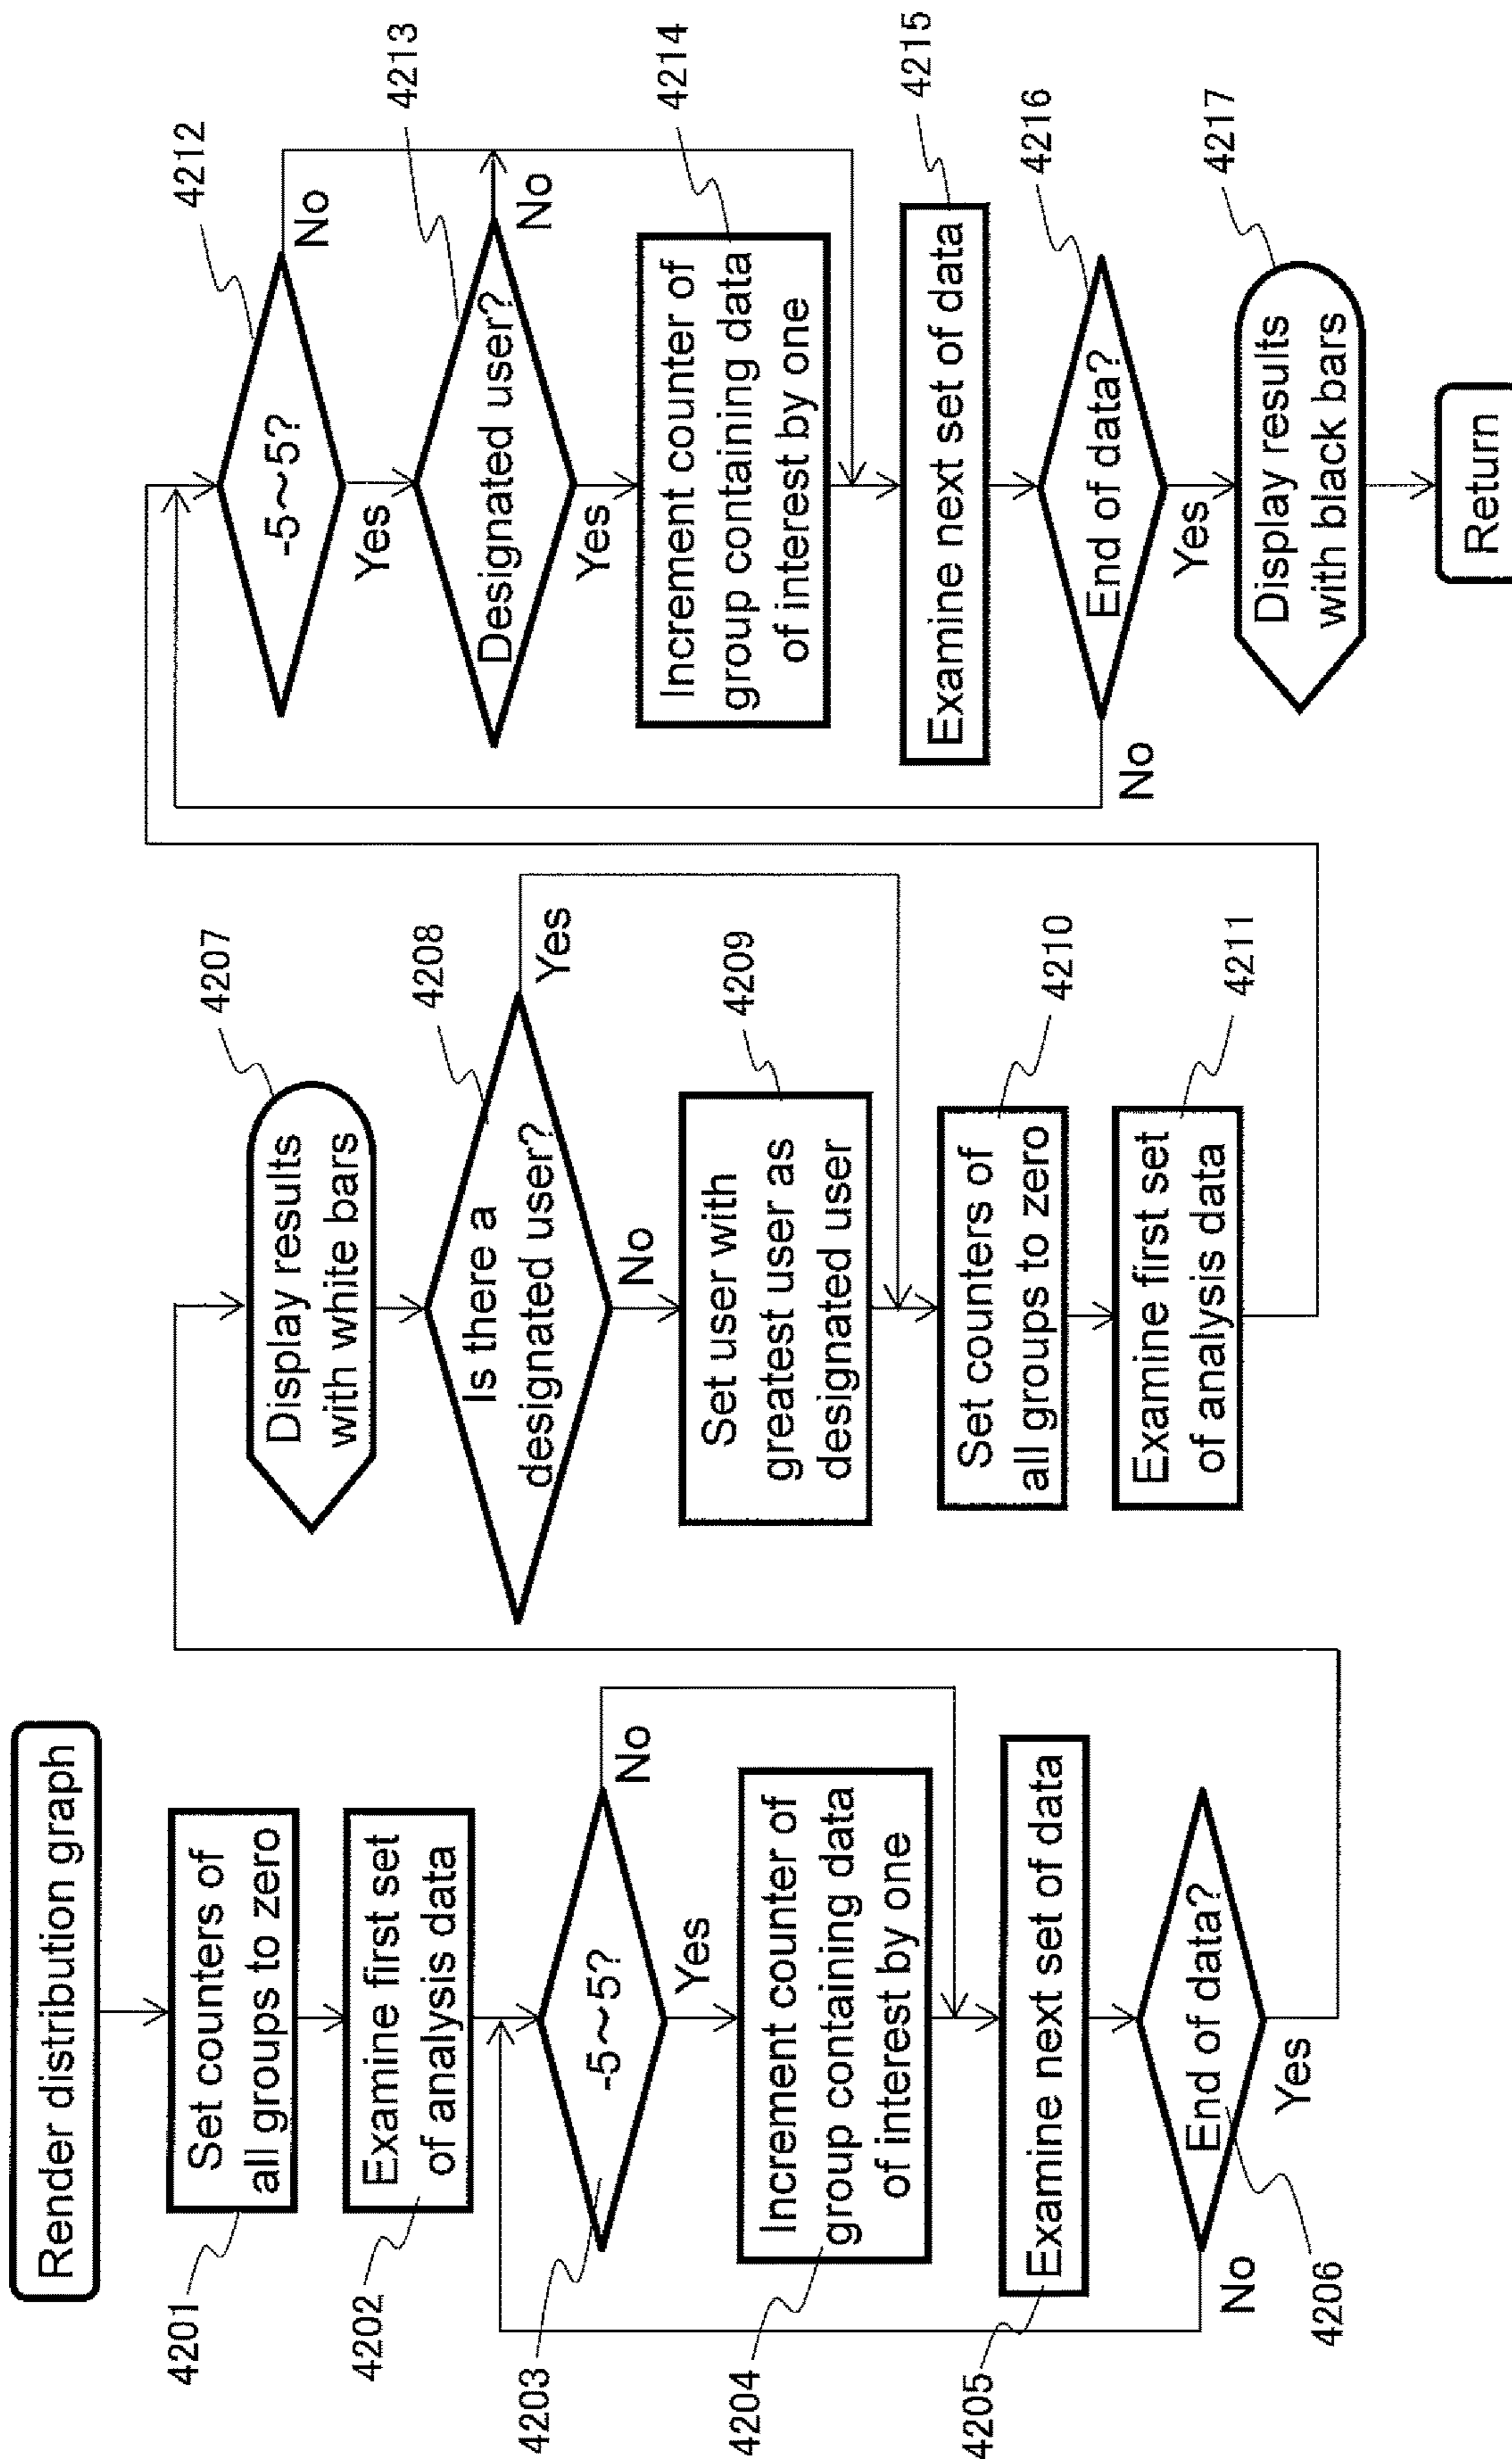 Render distribution graph
4201
Set counters of
all groups to zero
4202
Examine first set
of analysis data
4203
-5~5?
No
Yes
4204
Increment counter of
group containing data
of interest by one
4205
Examine next set of data
4206
End of data?
No
Yes
4207
Display results
with white bars
4208
Is there a
designated user?
Yes
No
4209
Set user with
greatest user as
designated user
4210
Set counters of
all groups to zero
4211
Examine first set
of analysis data
4212
-5~5?
No
Yes
4213
Designated user?
No
Yes
4214
Increment counter of
group containing data
of interest by one
4215
Examine next set of data
4216
End of data?
No
Yes
4217
Display results
with black bars
Return